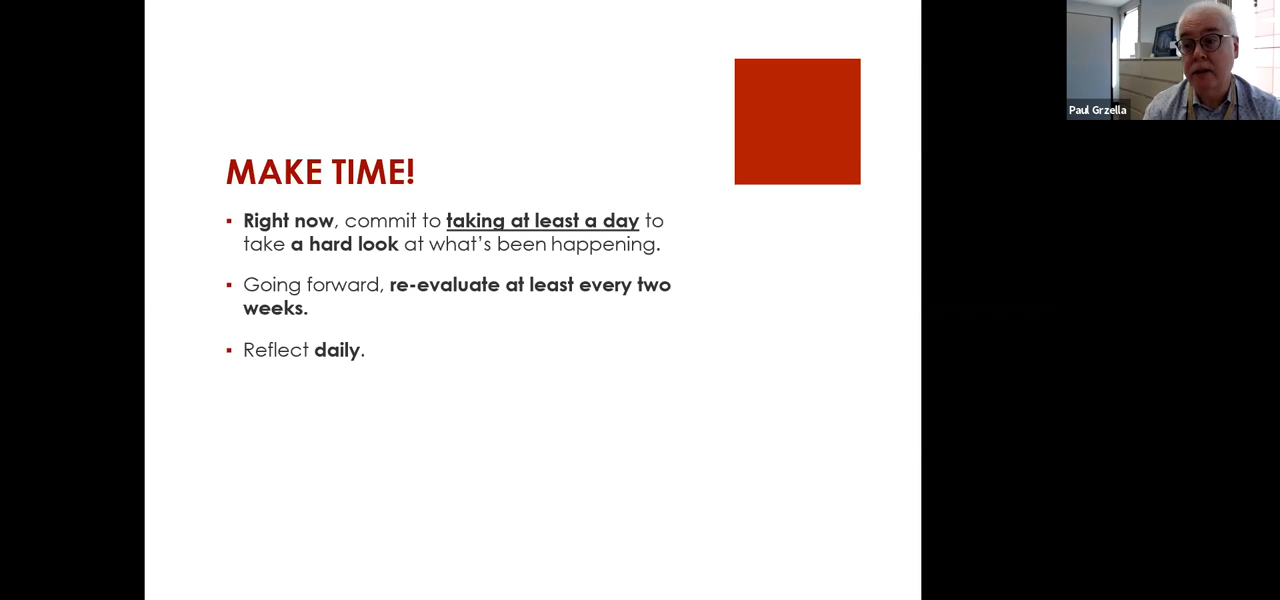 MAKE TIME!
▪ Right now, commit to taking at least a day to
take a hard look at what’s been happening.
▪ Going forward, re-evaluate at least every two
weeks.
▪ Reflect daily.
Paul Grzella